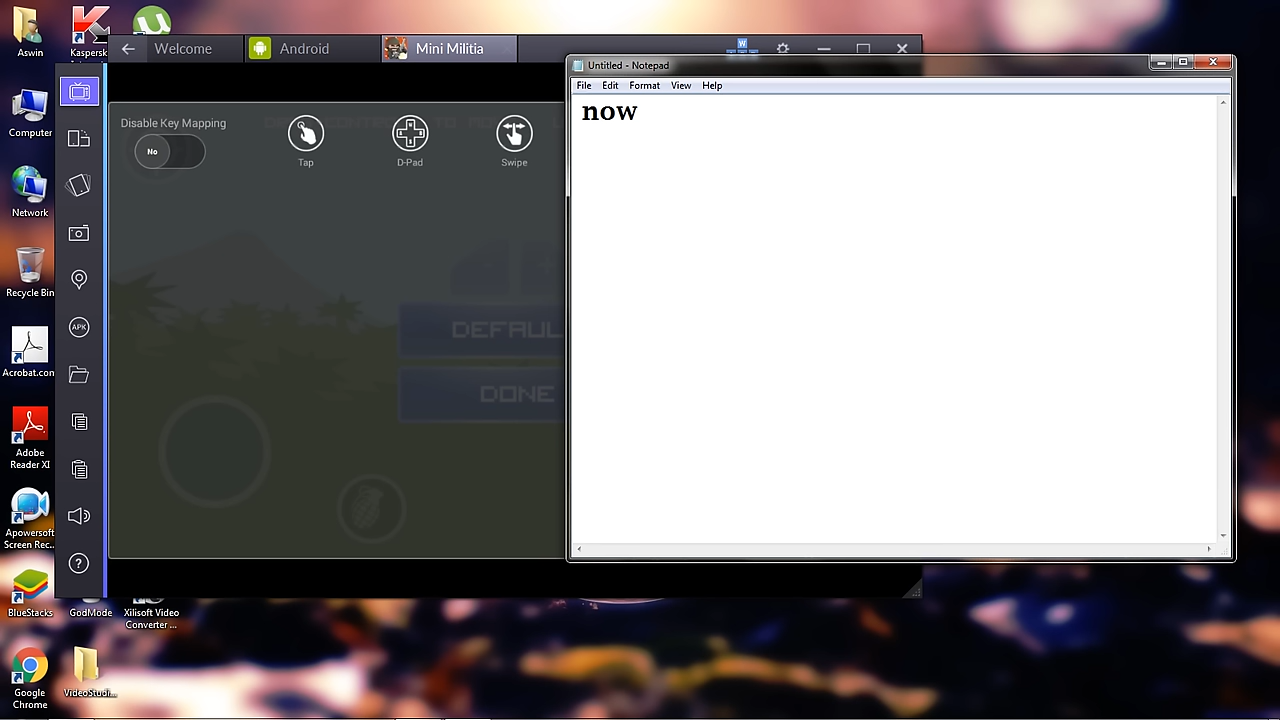 Aswin
Kaspersk
Computer
Network
Recycle Bin
Acrobat.com
Adobe
Reader XI
Apowersoft
Screen Rec...
BlueStacks
GodMode
Xilisoft Video
Converter ...
Google
Chrome
VideoStudi...
Welcome
Android
Mini Militia
Disable Key Mapping
No
Tap
D-Pad
Swipe
APK
DEFAUL
DONE
Untitled - Notepad
File Edit Format View Help
now